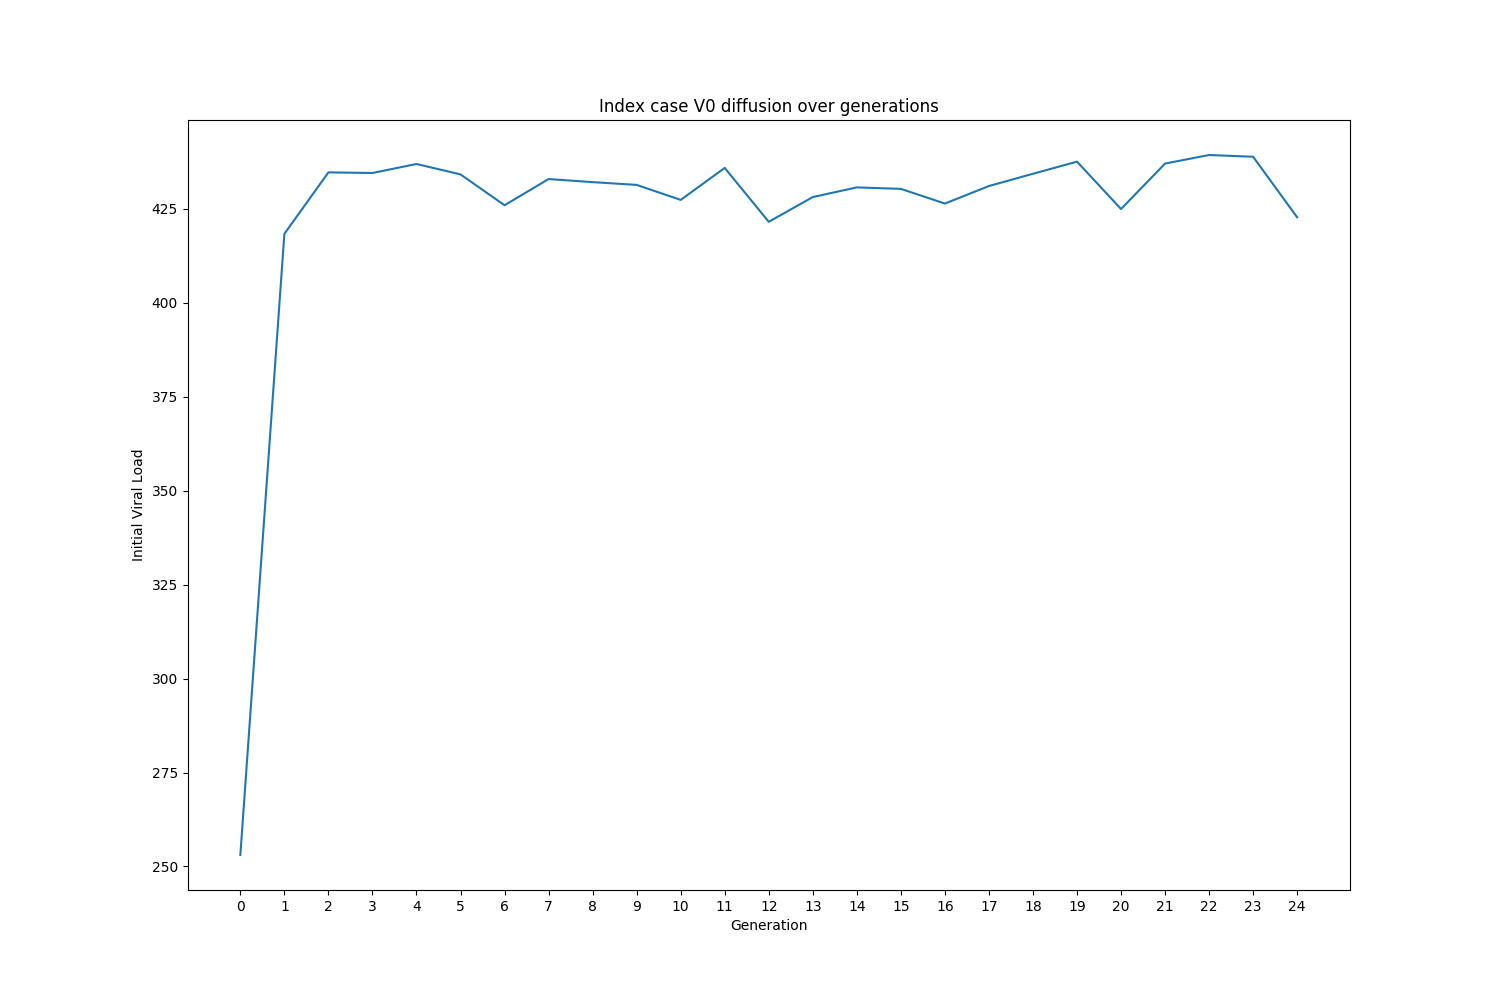 Index case V0 diffusion over generations
425
400
375
350
325
300
275
250
Initial Viral Load
0 1 2 3 4 5 6 7 8 9 10 11 12 13 14 15 16 17 18 19 20 21 22 23 24
Generation